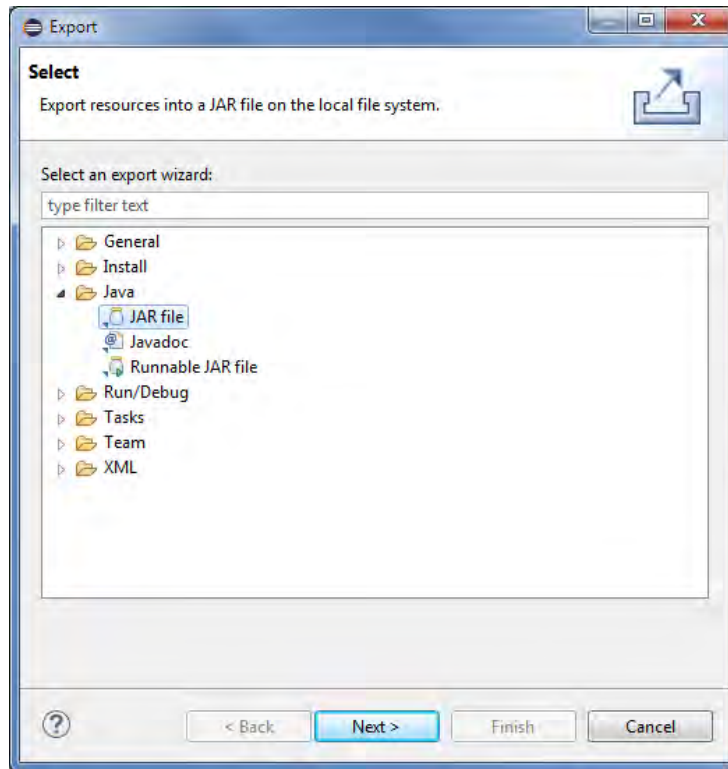 Export
Select
Export resources into a JAR file on the local file system.
Select an export wizard:
type filter text
General
Install
Java
JAR file
Javadoc
Runnable JAR file
Run/Debug
Tasks
Team
XML
? < Back Next > Finish Cancel